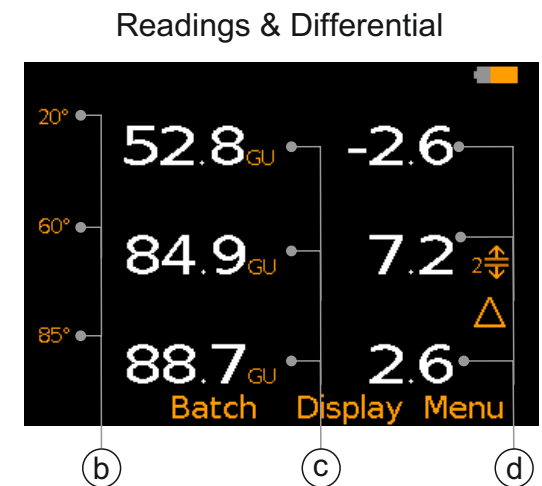 Readings & Differential
20° 52.8GU -2.6
60° 84.9GU 7.2 2
85° 88.7GU 2.6
Batch Display Menu
b c d